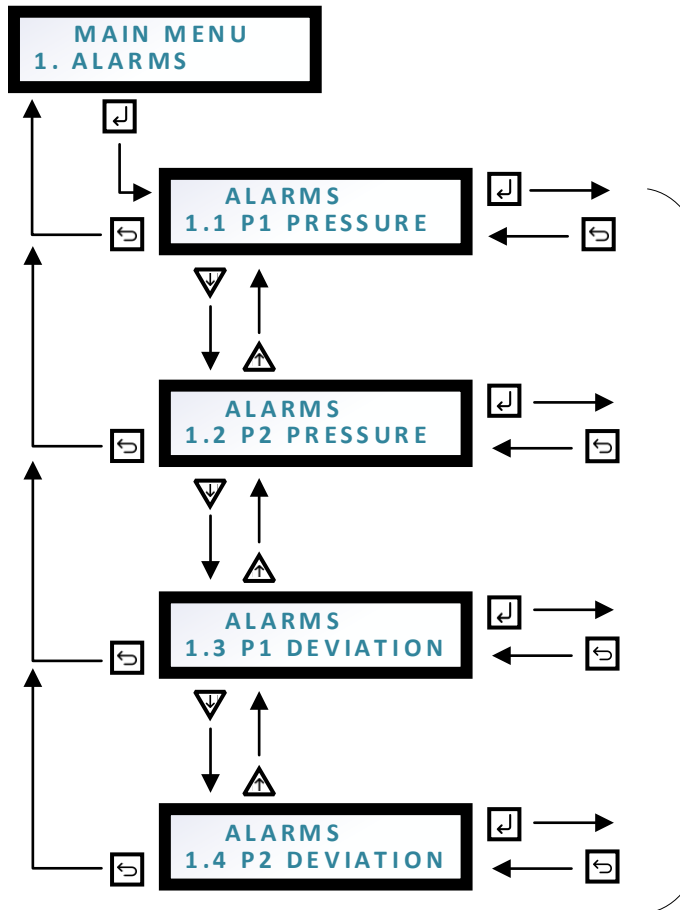 MAIN MENU
1. ALARMS
ALARMS
1.1 P1 PRESSURE
ALARMS
1.2 P2 PRESSURE
ALARMS
1.3 P1 DEVIATION
ALARMS
1.4 P2 DEVIATION